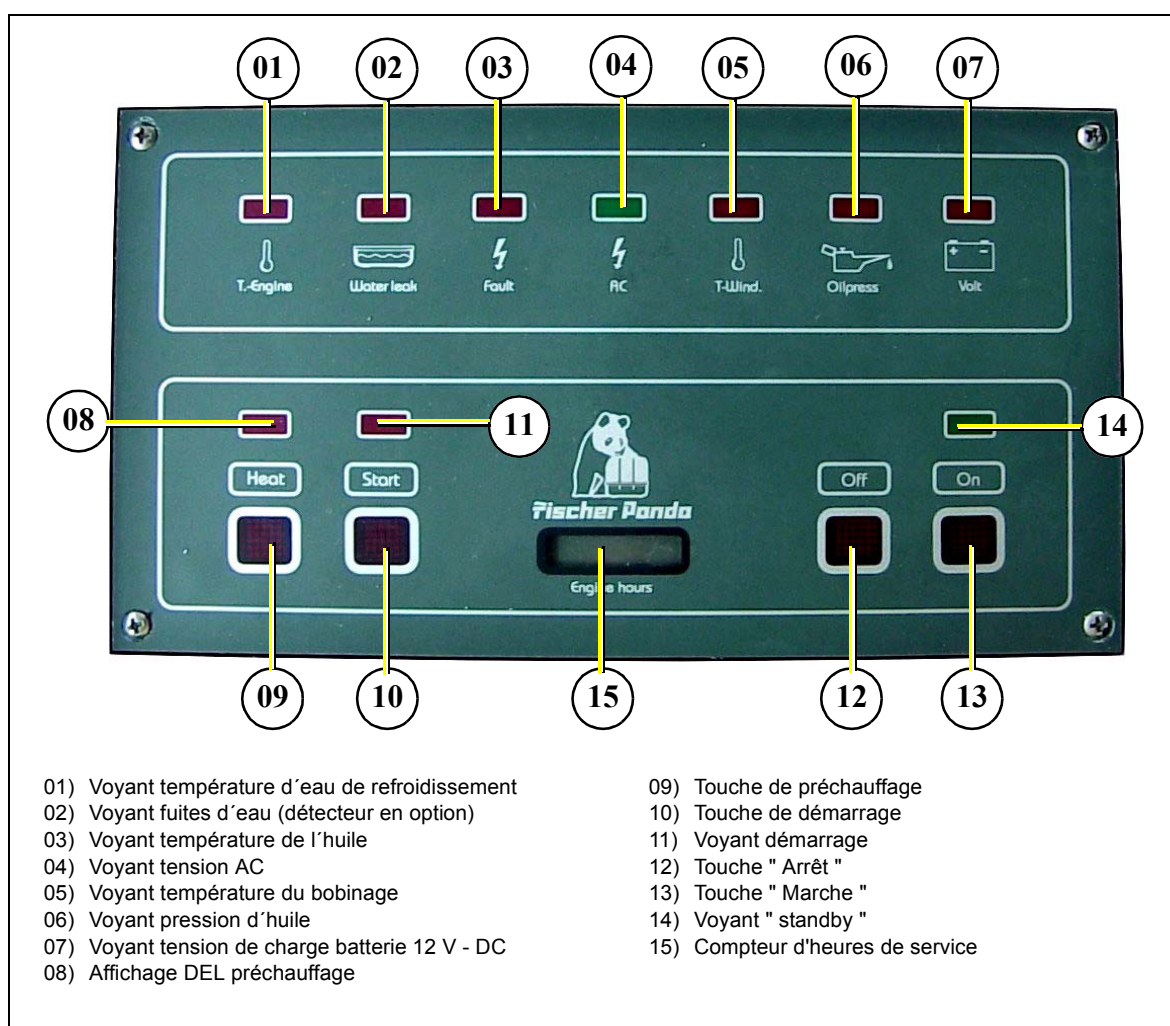 01 02 03 04 05 06 07
T.-Engine Water leak Fault AC T-Wind. Oilpress Volt
08 11 14
Heat Start Off On
Fischer Panda
Engine hours
09 10 15 12 13
01) Voyant température d´eau de refroidissement
02) Voyant fuites d´eau (détecteur en option)
03) Voyant température de l´huile
04) Voyant tension AC
05) Voyant température du bobinage
06) Voyant pression d´huile
07) Voyant tension de charge batterie 12 V - DC
08) Affichage DEL préchauffage
09) Touche de préchauffage
10) Touche de démarrage
11) Voyant démarrage
12) Touche " Arrêt "
13) Touche " Marche "
14) Voyant " standby "
15) Compteur d'heures de service